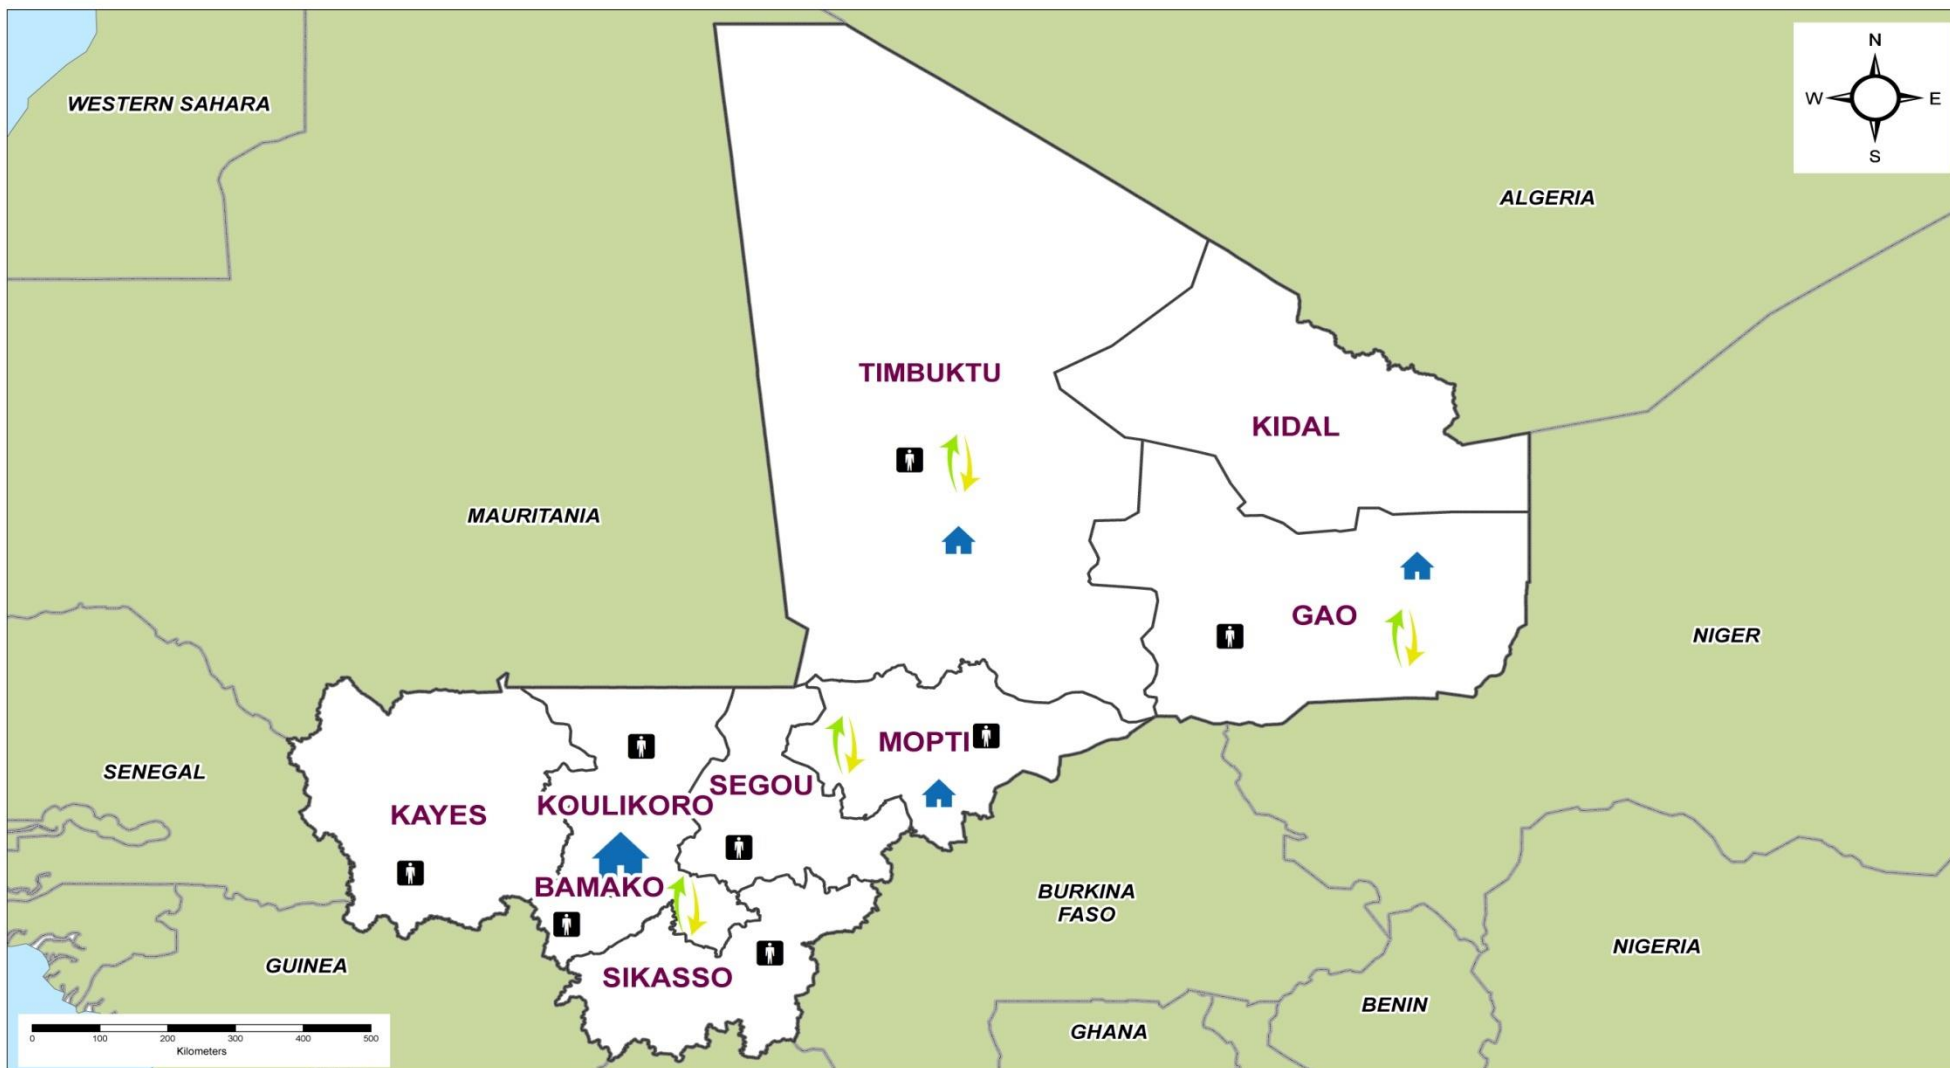 N
W E
S
WESTERN SAHARA
ALGERIA
TIMBUKTU
KIDAL
MAURITANIA
GAO
NIGER
MOPTI
SENEGAL
SEGOU
KOULIKORO
KAYES
BAMAKO
BURKINA
FASO
NIGERIA
GUINEA
SIKASSO
BENIN
GHANA
0 100 200 300 400 500
Kilometers